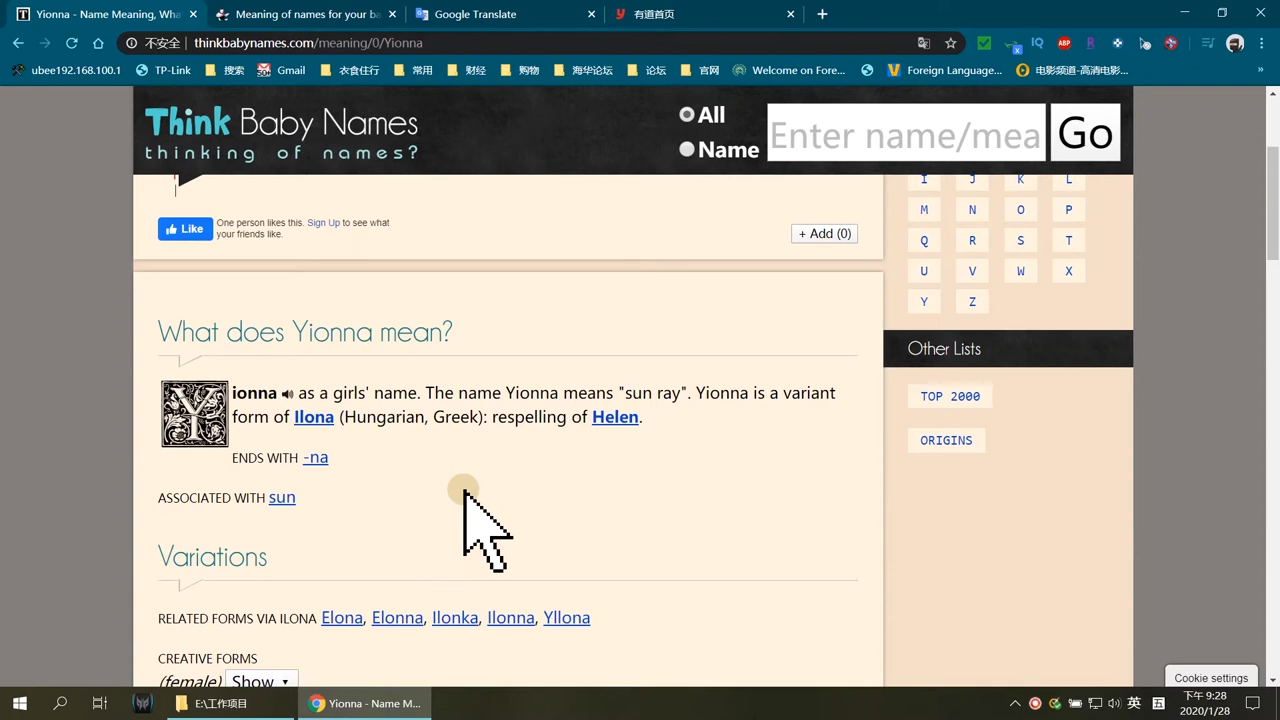 Yionna - Name Meaning, Wha
Meaning of names for your ba
Google Translate
有道首页
不安全
thinkbabynames.com/meaning/0/Yionna
ubee192.168.100.1
TP-Link
搜索
Gmail
衣食住行
常用
财经
购物
海华论坛
论坛
官网
Welcome on Fore...
Foreign Language...
电影频道-高清电影...
Think Baby Names
thinking of names?
All
Name
Enter name/mea
Go
Like
One person likes this. Sign Up to see what
your friends like.
+ Add (0)
I J K L
M N O P
Q R S T
U V W X
Y Z
Other Lists
TOP 2000
ORIGINS
What does Yionna mean?
Yionna as a girls' name. The name Yionna means "sun ray". Yionna is a variant
form of Ilona (Hungarian, Greek): respelling of Helen.
ENDS WITH -na
ASSOCIATED WITH sun
Variations
RELATED FORMS VIA ILONA Elona, Elonna, Ilonka, Ilonna, Yllona
CREATIVE FORMS
(female) Show
Cookie settings
E:\工作项目
Yionna - Name M...
英
五
下午 9:28
2020/1/28